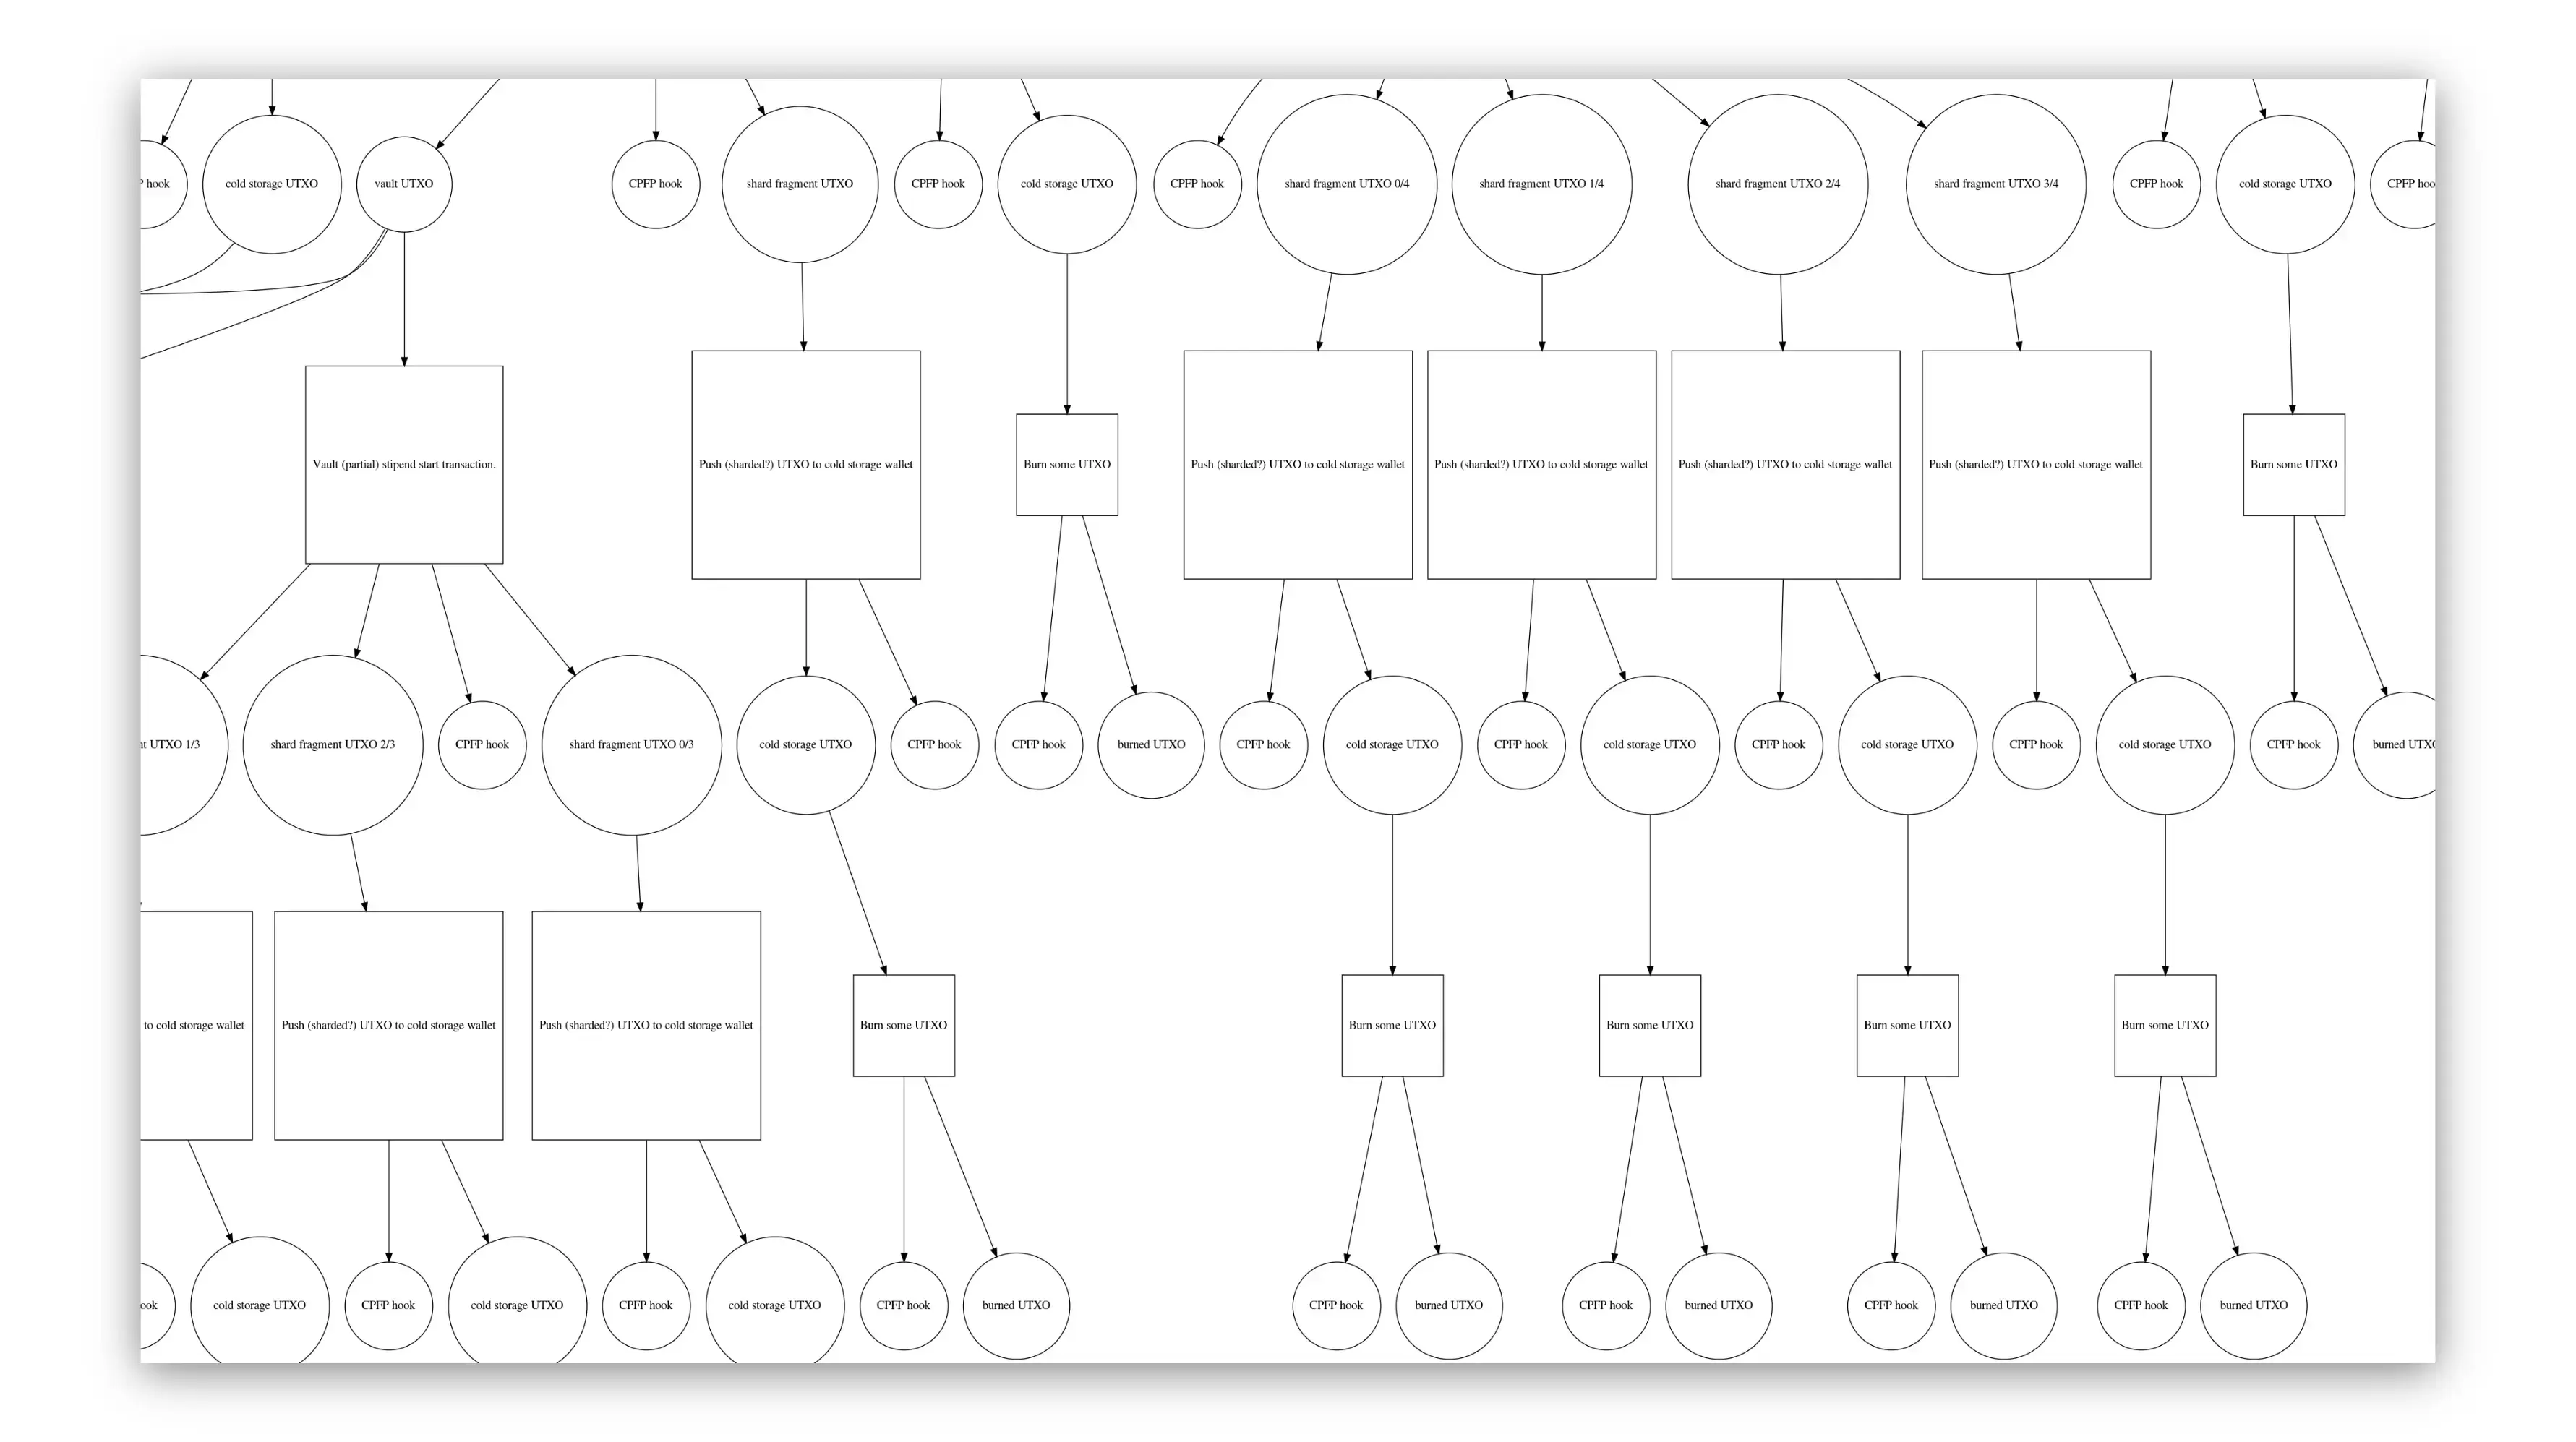 hook
cold storage UTXO
vault UTXO
CPFP hook
shard fragment UTXO
CPFP hook
cold storage UTXO
CPFP hook
shard fragment UTXO 0/4
shard fragment UTXO 1/4
shard fragment UTXO 2/4
shard fragment UTXO 3/4
CPFP hook
cold storage UTXO
CPFP hoo
Vault (partial) stipend start transaction.
Push (sharded?) UTXO to cold storage wallet
Burn some UTXO
Push (sharded?) UTXO to cold storage wallet
Push (sharded?) UTXO to cold storage wallet
Push (sharded?) UTXO to cold storage wallet
Push (sharded?) UTXO to cold storage wallet
Burn some UTXO
nt UTXO 1/3
shard fragment UTXO 2/3
CPFP hook
shard fragment UTXO 0/3
cold storage UTXO
CPFP hook
CPFP hook
burned UTXO
CPFP hook
cold storage UTXO
CPFP hook
cold storage UTXO
CPFP hook
cold storage UTXO
CPFP hook
cold storage UTXO
CPFP hook
burned UTX
to cold storage wallet
Push (sharded?) UTXO to cold storage wallet
Push (sharded?) UTXO to cold storage wallet
Burn some UTXO
Burn some UTXO
Burn some UTXO
Burn some UTXO
Burn some UTXO
ook
cold storage UTXO
CPFP hook
cold storage UTXO
CPFP hook
cold storage UTXO
CPFP hook
burned UTXO
CPFP hook
burned UTXO
CPFP hook
burned UTXO
CPFP hook
burned UTXO
CPFP hook
burned UTXO